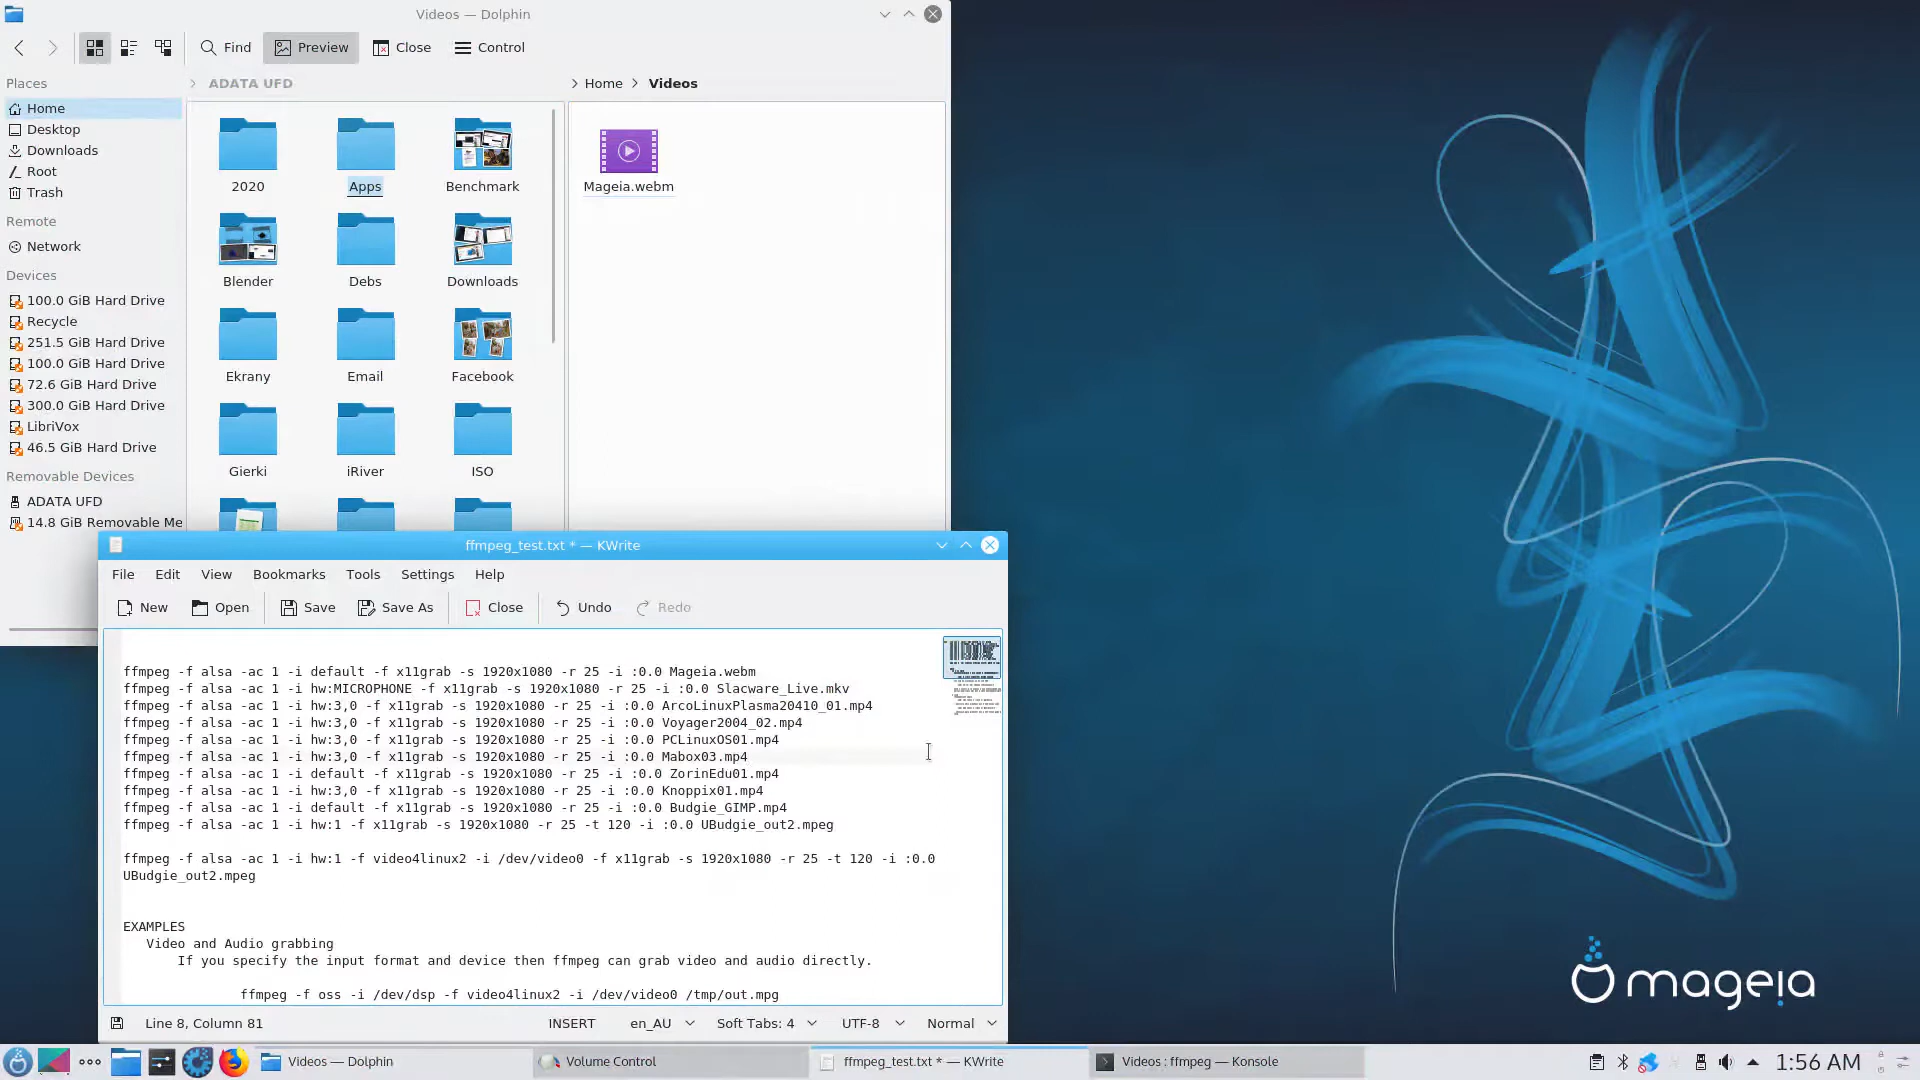 Videos — Dolphin
Find
Preview
Close
Control
Places
Home
Desktop
Downloads
Root
Trash
Remote
Network
Devices
100.0 GiB Hard Drive
Recycle
251.5 GiB Hard Drive
100.0 GiB Hard Drive
72.6 GiB Hard Drive
300.0 GiB Hard Drive
LibriVox
46.5 GiB Hard Drive
Removable Devices
ADATA UFD
14.8 GiB Removable Me
ADATA UFD
2020
Apps
Benchmark
Blender
Debs
Downloads
Ekrany
Email
Facebook
Gierki
iRiver
ISO
Home
Videos
Mageia.webm
ffmpeg_test.txt * — KWrite
File Edit View Bookmarks Tools Settings Help
New Open Save Save As Close Undo Redo
ffmpeg -f alsa -ac 1 -i default -f x11grab -s 1920x1080 -r 25 -i :0.0 Mageia.webm
ffmpeg -f alsa -ac 1 -i hw:MICROPHONE -f x11grab -s 1920x1080 -r 25 -i :0.0 Slacware_Live.mkv
ffmpeg -f alsa -ac 1 -i hw:3,0 -f x11grab -s 1920x1080 -r 25 -i :0.0 ArcoLinuxPlasma20410_01.mp4
ffmpeg -f alsa -ac 1 -i hw:3,0 -f x11grab -s 1920x1080 -r 25 -i :0.0 Voyager2004_02.mp4
ffmpeg -f alsa -ac 1 -i hw:3,0 -f x11grab -s 1920x1080 -r 25 -i :0.0 PCLinuxOS01.mp4
ffmpeg -f alsa -ac 1 -i hw:3,0 -f x11grab -s 1920x1080 -r 25 -i :0.0 Mabox03.mp4
ffmpeg -f alsa -ac 1 -i default -f x11grab -s 1920x1080 -r 25 -i :0.0 ZorinEdu01.mp4
ffmpeg -f alsa -ac 1 -i hw:3,0 -f x11grab -s 1920x1080 -r 25 -i :0.0 Knoppix01.mp4
ffmpeg -f alsa -ac 1 -i default -f x11grab -s 1920x1080 -r 25 -i :0.0 Budgie_GIMP.mp4
ffmpeg -f alsa -ac 1 -i hw:1 -f x11grab -s 1920x1080 -r 25 -t 120 -i :0.0 UBudgie_out2.mpeg
ffmpeg -f alsa -ac 1 -i hw:1 -f video4linux2 -i /dev/video0 -f x11grab -s 1920x1080 -r 25 -t 120 -i :0.0
UBudgie_out2.mpeg
EXAMPLES
Video and Audio grabbing
If you specify the input format and device then ffmpeg can grab video and audio directly.
ffmpeg -f oss -i /dev/dsp -f video4linux2 -i /dev/video0 /tmp/out.mpg
Line 8, Column 81
INSERT
en_AU
Soft Tabs: 4
UTF-8
Normal
mageia
Videos — Dolphin
Volume Control
ffmpeg_test.txt * — KWrite
Videos : ffmpeg — Konsole
1:56 AM